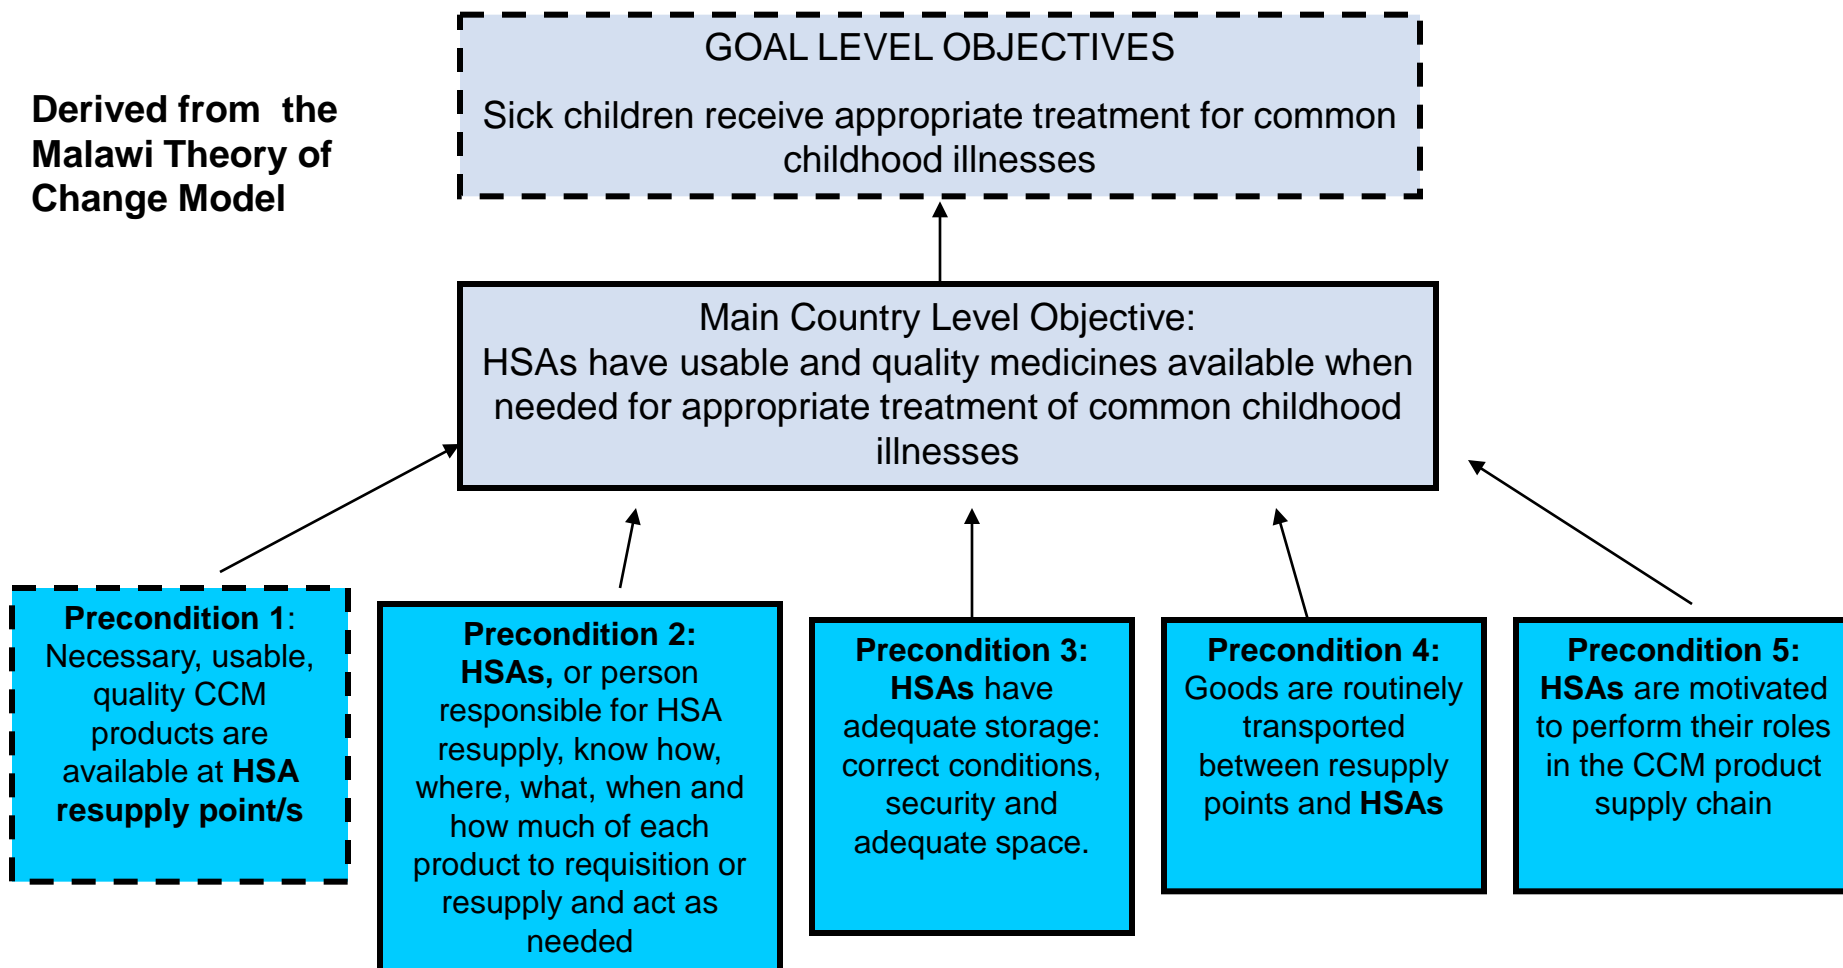 Derived from the
Malawi Theory of
Change Model
GOAL LEVEL OBJECTIVES
Sick children receive appropriate treatment for common
childhood illnesses
Main Country Level Objective:
HSAs have usable and quality medicines available when
needed for appropriate treatment of common childhood
illnesses
Precondition 1:
Necessary, usable,
quality CCM
products are
available at HSA
resupply point/s
Precondition 2:
HSAs, or person
responsible for HSA
resupply, know how,
where, what, when and
how much of each
product to requisition or
resupply and act as
needed
Precondition 3:
HSAs have
adequate storage:
correct conditions,
security and
adequate space.
Precondition 4:
Goods are routinely
transported
between resupply
points and HSAs
Precondition 5:
HSAs are motivated
to perform their roles
in the CCM product
supply chain